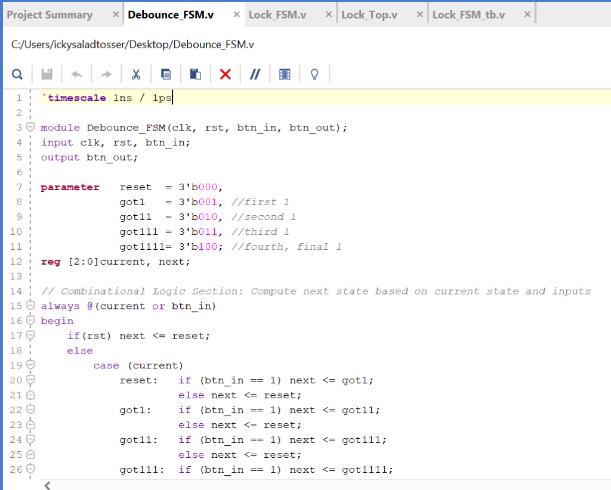 Project Summary × Debounce_FSM.v × Lock_FSM.v × Lock_Top.v × Lock_FSM_tb.v ×
C:/Users/ickysaladtosser/Desktop/Debounce_FSM.v
1 `timescale 1ns / 1ps
2
3 module Debounce_FSM(clk, rst, btn_in, btn_out);
4 input clk, rst, btn_in;
5 output btn_out;
6
7 parameter reset = 3'b000,
8 got1 = 3'b001, //first 1
9 got11 = 3'b010, //second 1
10 got111 = 3'b011, //third 1
11 got1111= 3'b100; //fourth, final 1
12 reg [2:0]current, next;
13
14 // Combinational Logic Section: Compute next state based on current state and inputs
15 always @(current or btn_in)
16 begin
17 if(rst) next <= reset;
18 else
19 case (current)
20 reset: if (btn_in == 1) next <= got1;
21 else next <= reset;
22 got1: if (btn_in == 1) next <= got11;
23 else next <= reset;
24 got11: if (btn_in == 1) next <= got111;
25 else next <= reset;
26 got111: if (btn_in == 1) next <= got1111;